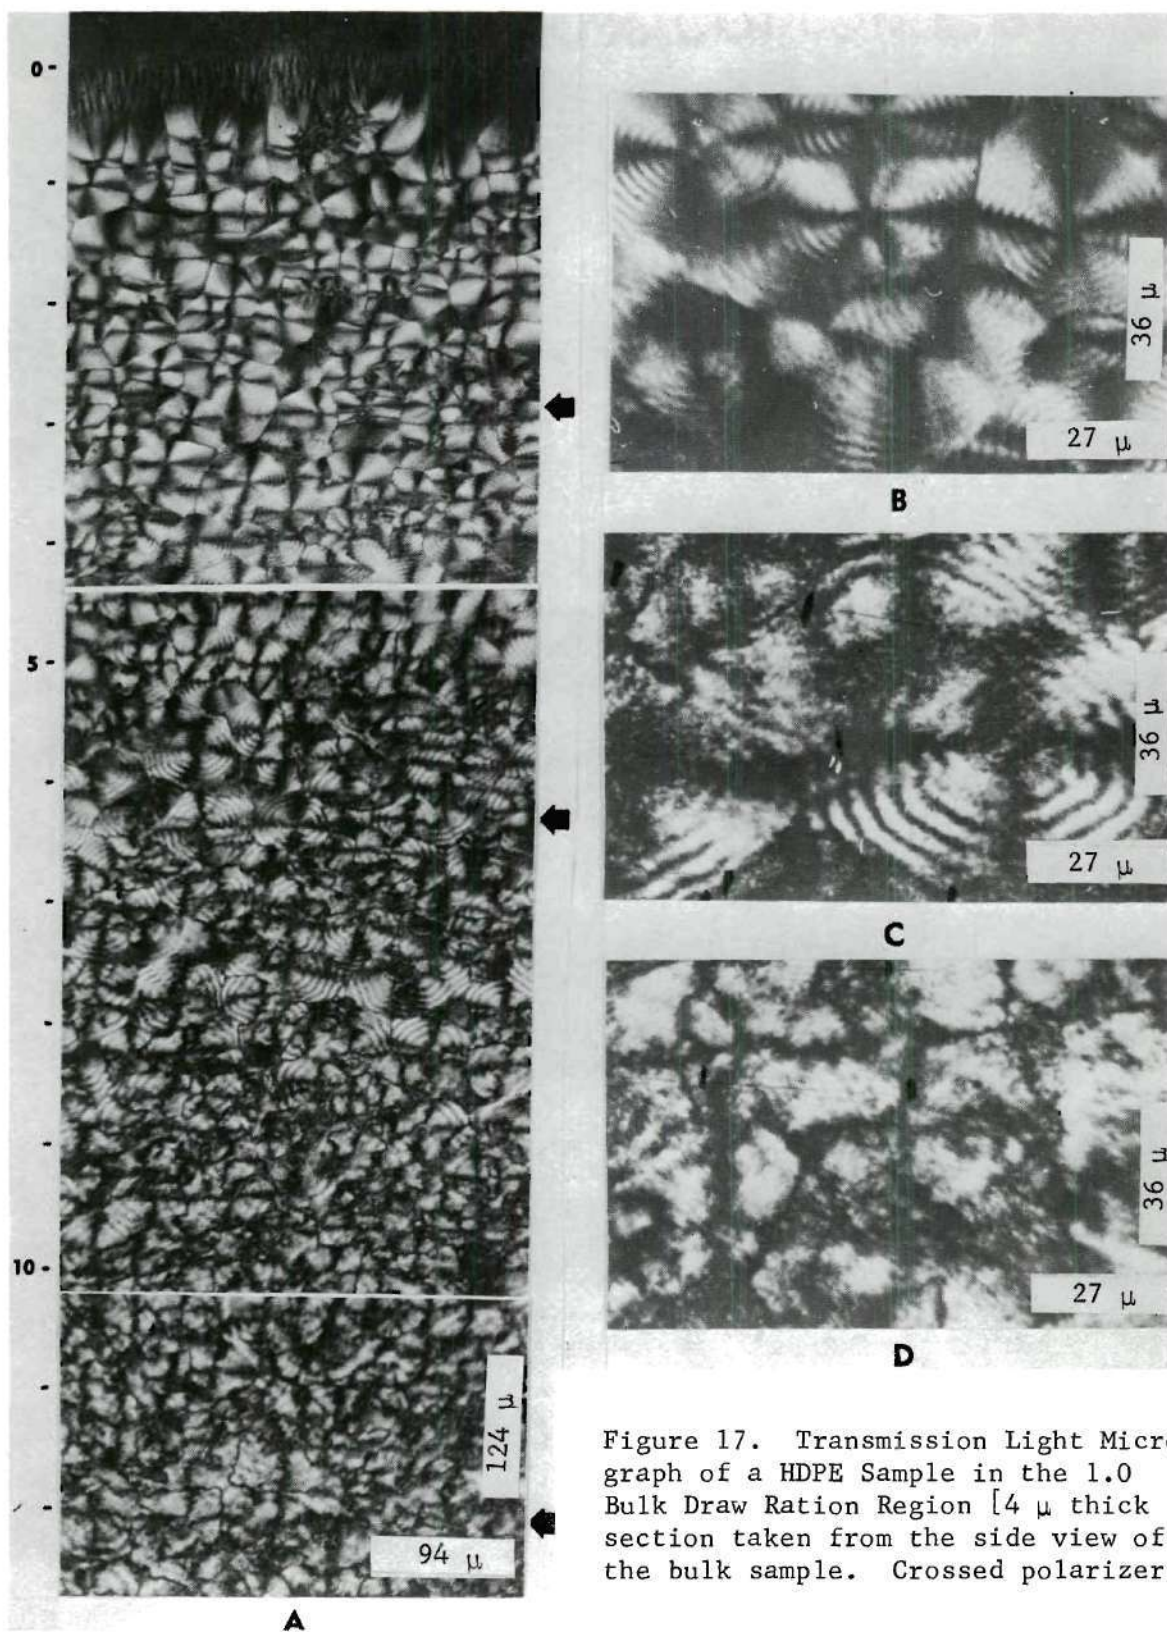 0 -
5 -
10 -
124 μ
94 μ
A
36 μ
27 μ
B
36 μ
27 μ
C
36 μ
27 μ
D
Figure 17. Transmission Light Micro
graph of a HDPE Sample in the 1.0
Bulk Draw Ration Region [4 μ thick
section taken from the side view of
the bulk sample. Crossed polarizer